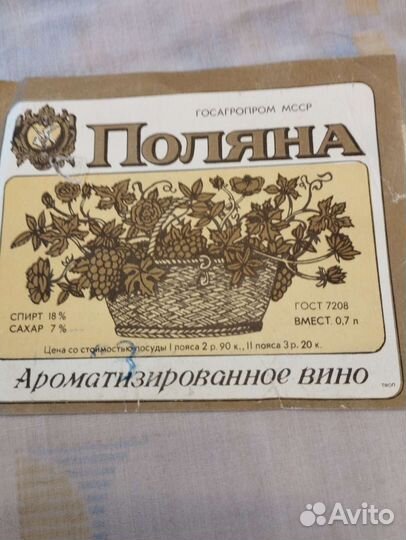 ГОСАГРОПРОМ МССР
ПОЛЯНА
СПИРТ 18%
САХАР 7%
ГОСТ 7208
ВМЕСТ. 0,7 л
Цена со стоимостью посуды I пояса 2 р. 90 к., II пояса 3 р. 20 к.
Ароматизированное вино
Avito